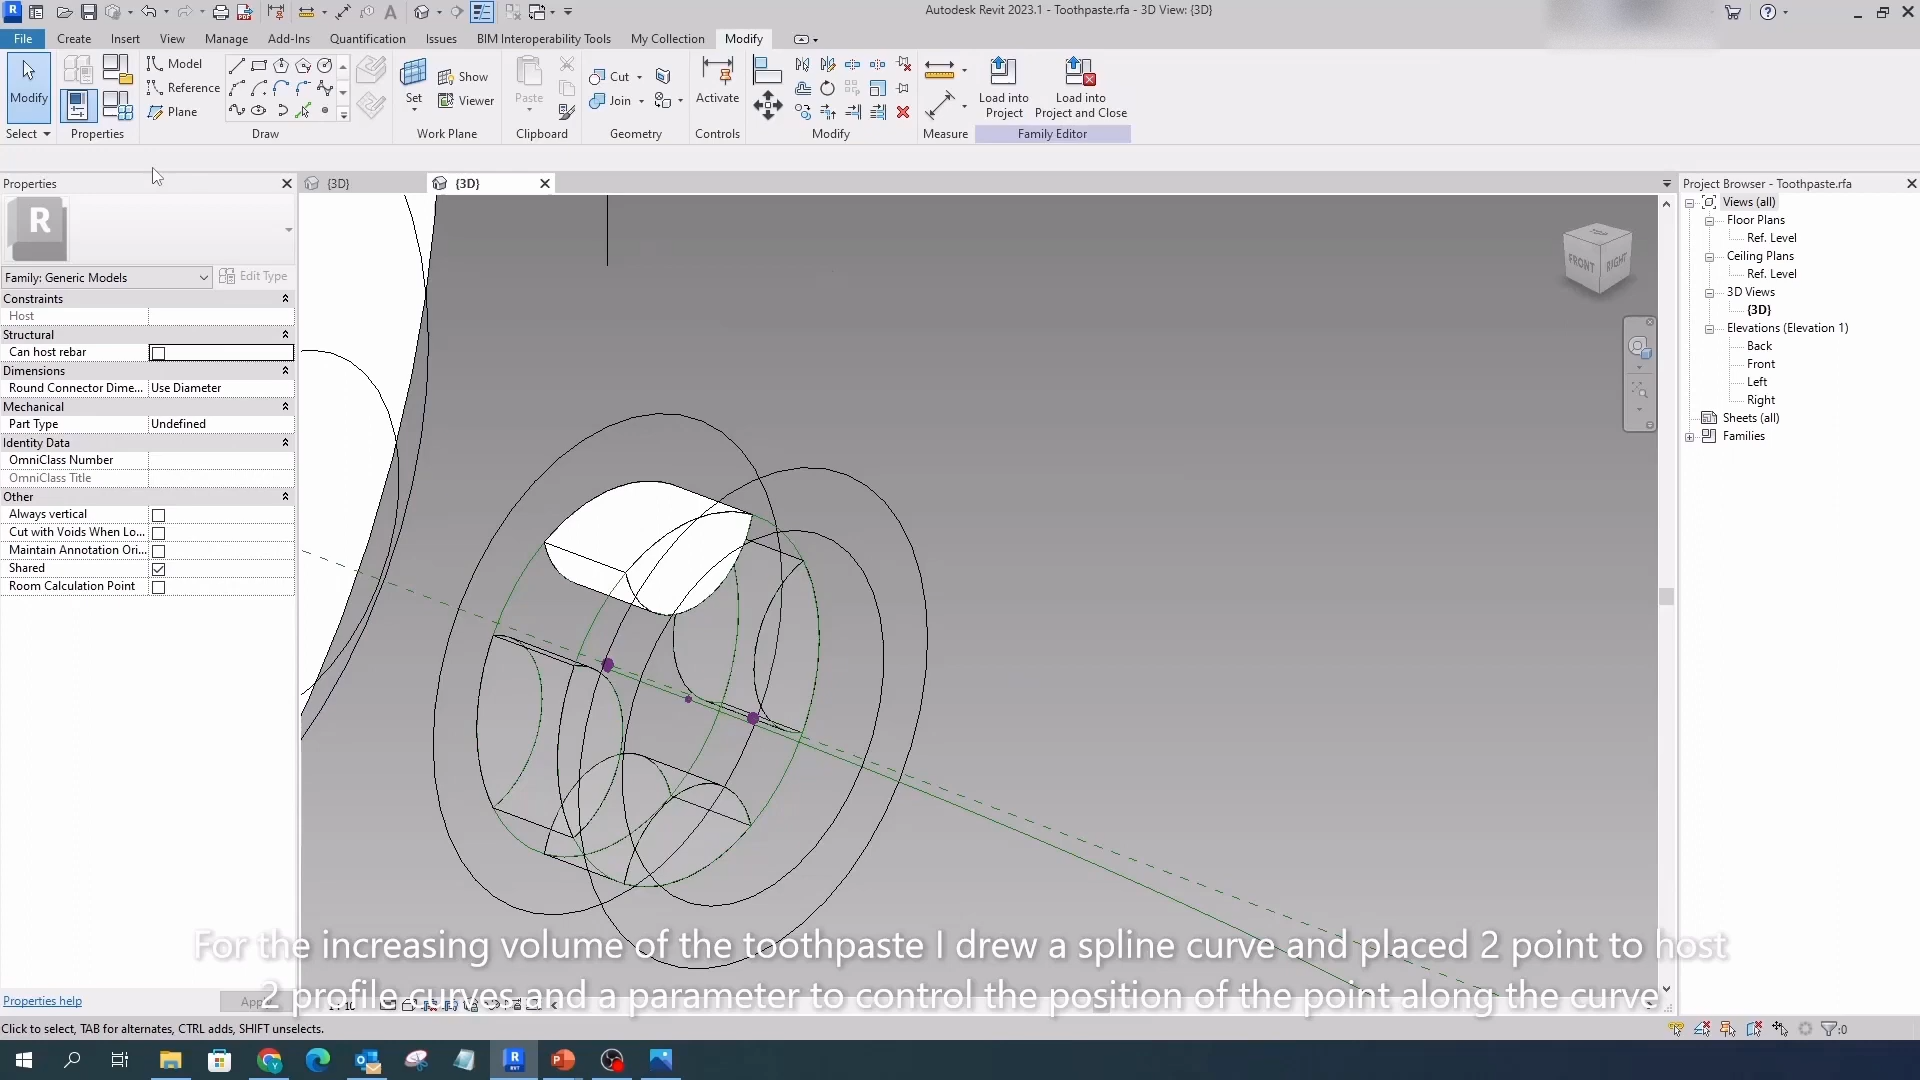 Autodesk Revit 2023.1 - Toothpaste.rfa - 3D View: {3D}
File Create Insert View Manage Add-Ins Quantification Issues BIM Interoperability Tools My Collection Modify
Modify
Select
Properties
Model
Reference
Plane
Draw
Set
Show
Viewer
Work Plane
Paste
Clipboard
Cut
Join
Geometry
Activate
Controls
Modify
Measure
Load into
Project
Load into
Project and Close
Family Editor
Properties
{3D}
{3D}
Project Browser - Toothpaste.rfa
Family: Generic Models
Edit Type
Constraints
Host
Structural
Can host rebar
Dimensions
Round Connector Dime... Use Diameter
Mechanical
Part Type Undefined
Identity Data
OmniClass Number
OmniClass Title
Other
Always vertical
Cut with Voids When Lo...
Maintain Annotation Ori...
Shared
Room Calculation Point
Properties help
TOP
FRONT
RIGHT
Views (all)
Floor Plans
Ref. Level
Ceiling Plans
Ref. Level
3D Views
{3D}
Elevations (Elevation 1)
Back
Front
Left
Right
Sheets (all)
Families
For the increasing volume of the toothpaste I drew a spline curve and placed 2 point to host
2 profile curves and a parameter to control the position of the point along the curve
Click to select, TAB for alternates, CTRL adds, SHIFT unselects.
:0